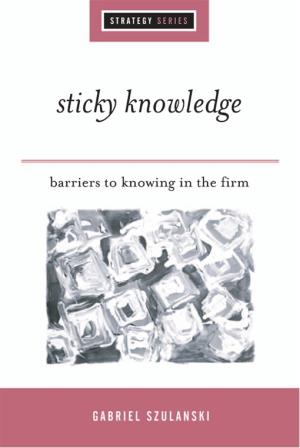 STRATEGY SERIES
sticky knowledge
barriers to knowing in the firm
GABRIEL SZULANSKI